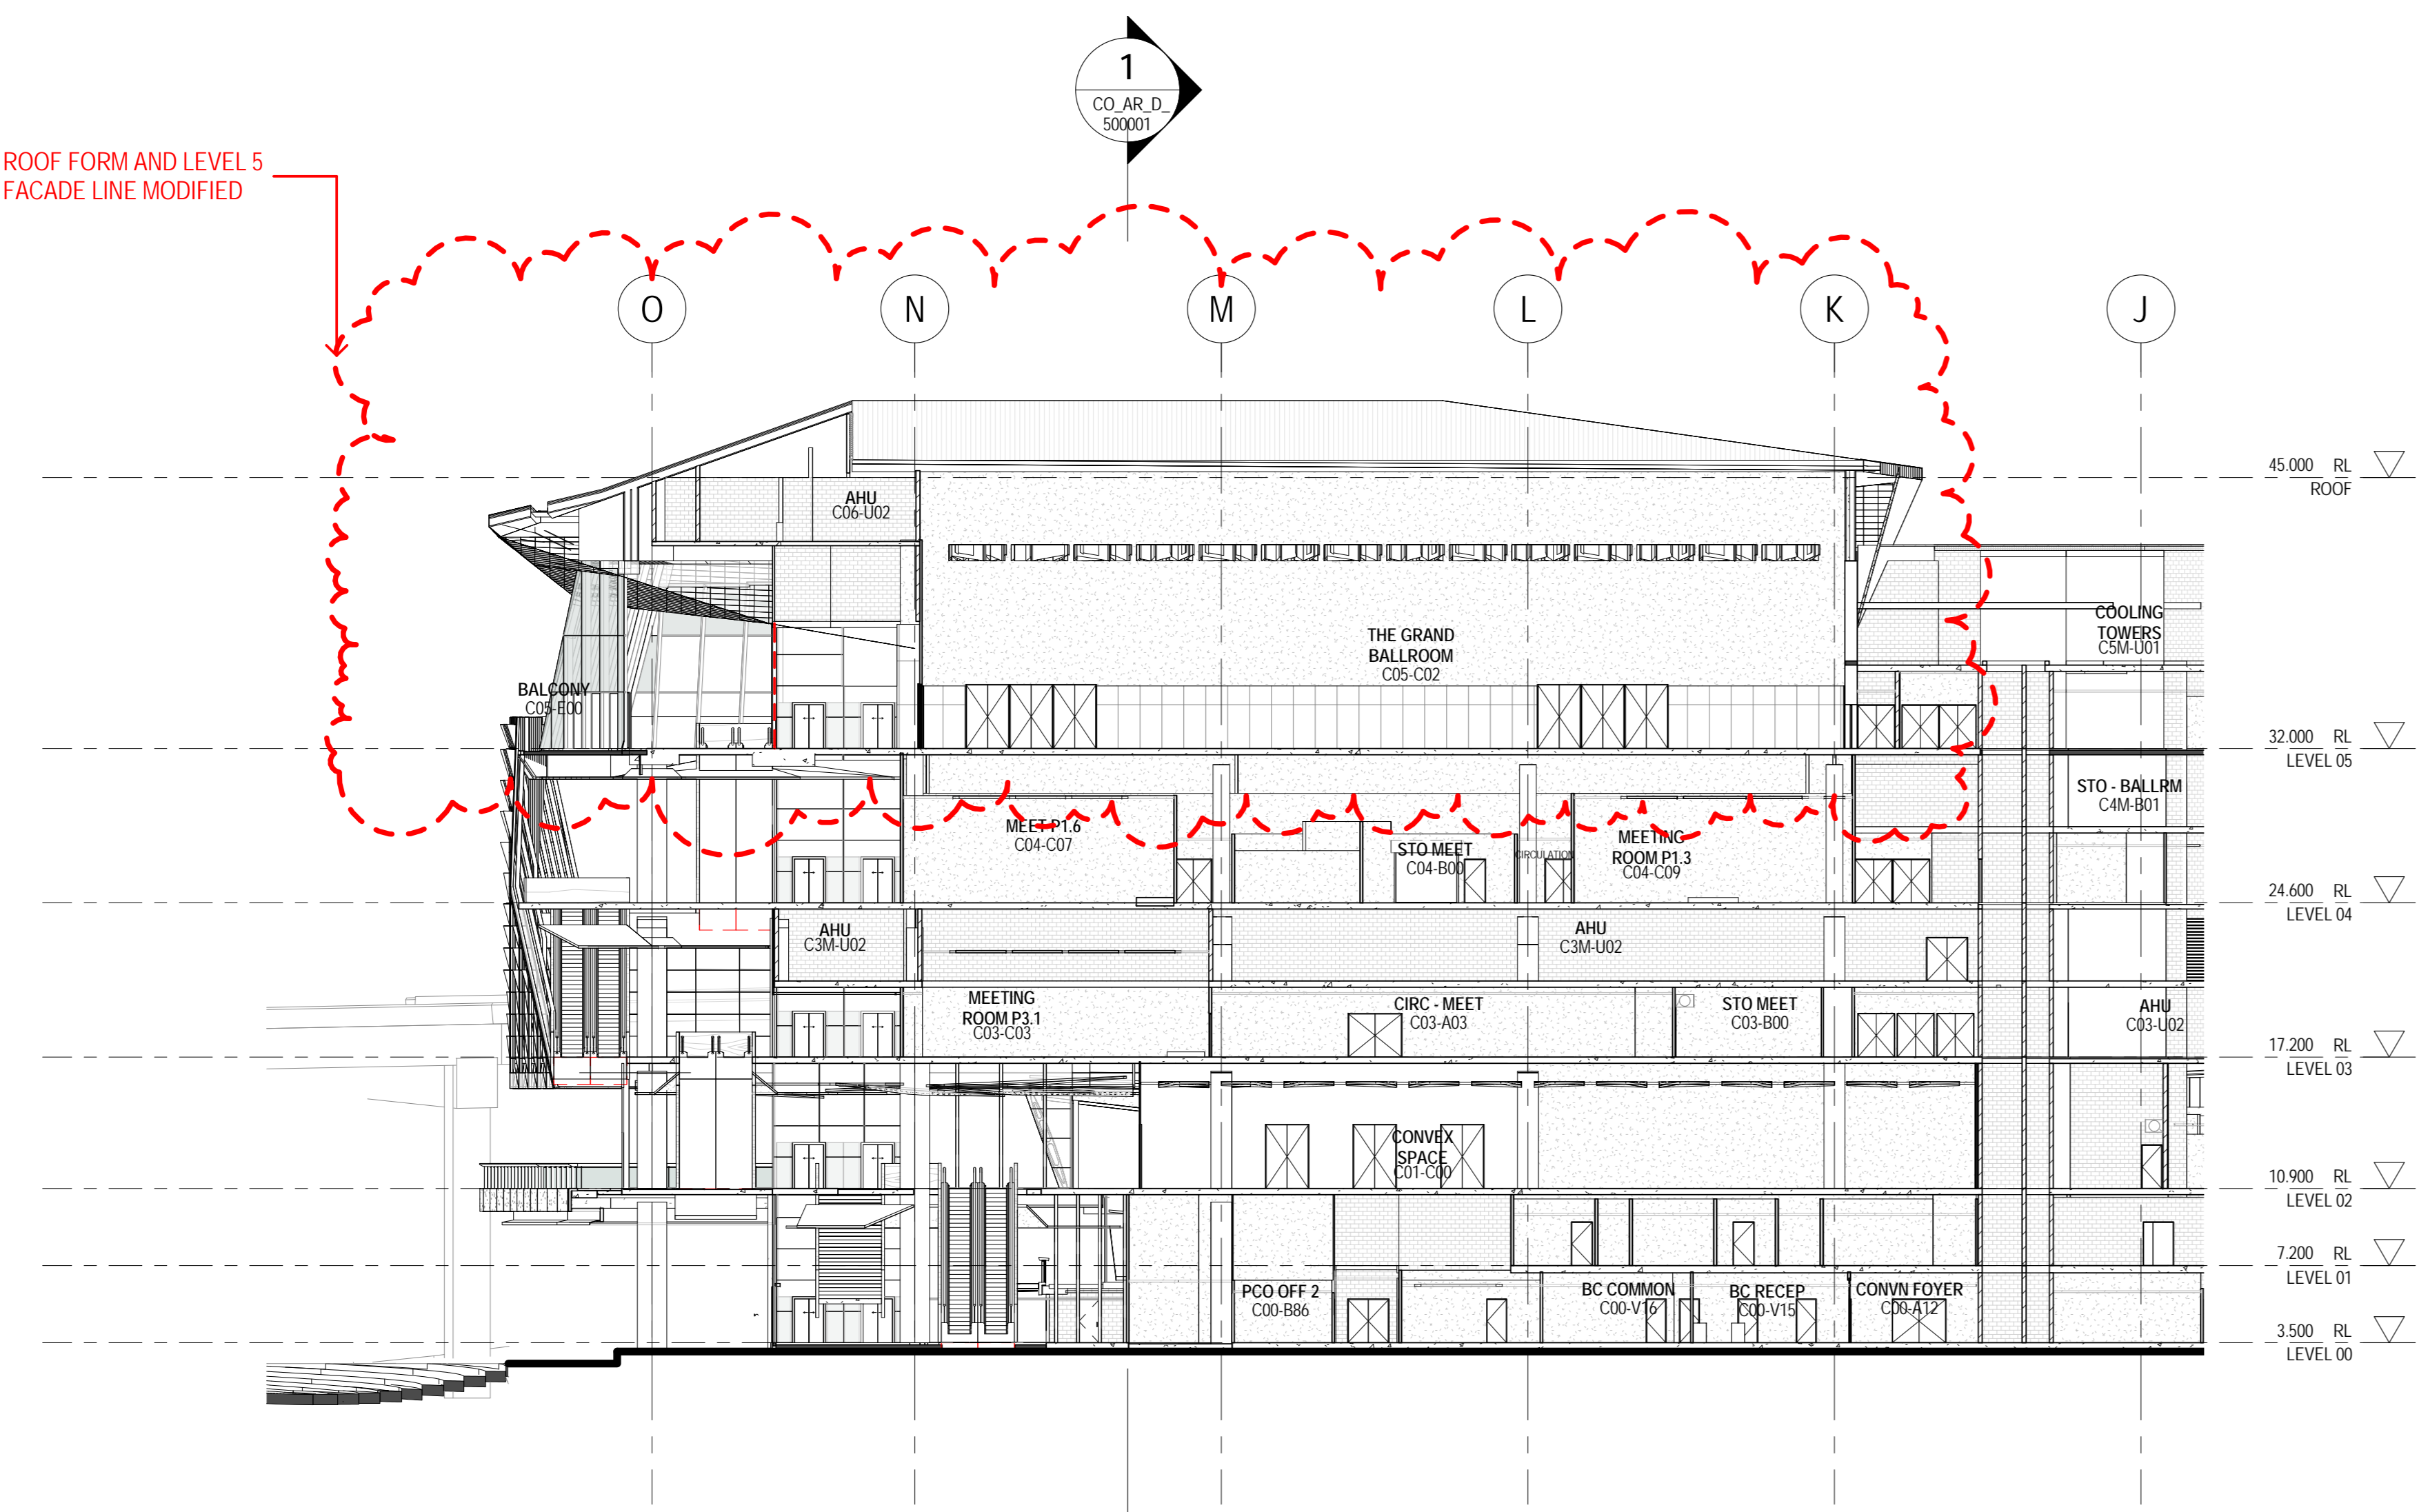 1
CO_AR_D_
500001
ROOF FORM AND LEVEL 5
FACADE LINE MODIFIED
O
N
M
L
K
J
45.000 RL
ROOF
AHU
C06-U02
THE GRAND
BALLROOM
C05-C02
COOLING
TOWERS
C5M-U01
BALCONY
C05-E00
32.000 RL
LEVEL 05
STO - BALLRM
C4M-B01
MEET P1.6
C04-C07
STO MEET
C04-B00
CIRCULATION
MEETING
ROOM P1.3
C04-C09
24.600 RL
LEVEL 04
AHU
C3M-U02
AHU
C3M-U02
MEETING
ROOM P3.1
C03-C03
CIRC - MEET
C03-A03
STO MEET
C03-B00
AHU
C03-U02
17.200 RL
LEVEL 03
CONVEX
SPACE
C01-C00
10.900 RL
LEVEL 02
7.200 RL
LEVEL 01
PCO OFF 2
C00-B86
BC COMMON
C00-V16
BC RECEP
C00-V15
CONVN FOYER
C00-A12
3.500 RL
LEVEL 00